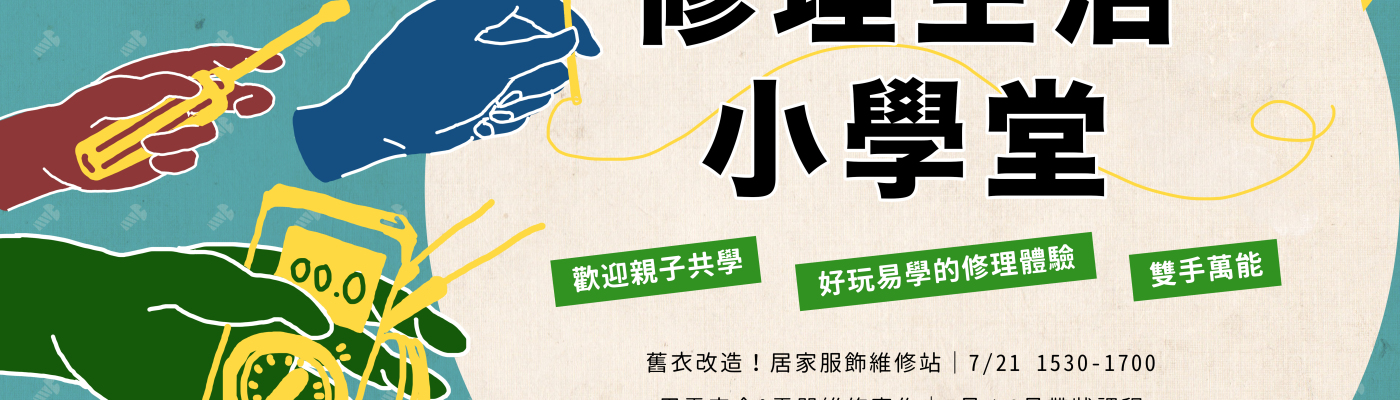 修理生活
小學堂
00.0
歡迎親子共學
好玩易學的修理體驗
雙手萬能
舊衣改造！居家服飾維修站｜7/21 1530-1700